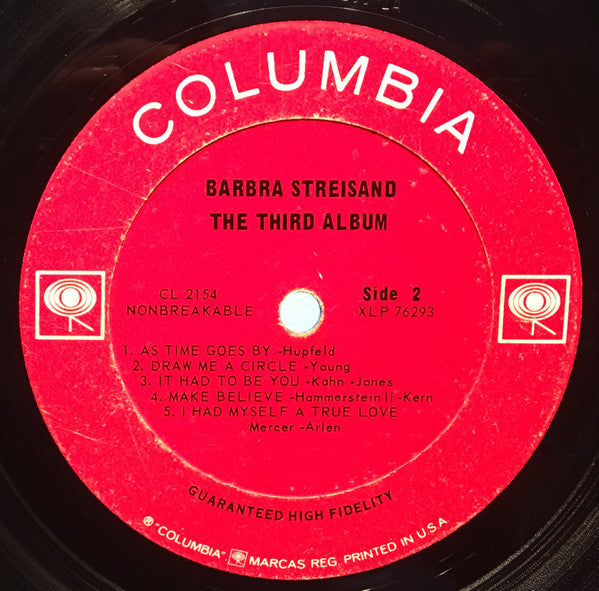 COLUMBIA
BARBRA STREISAND
THE THIRD ALBUM
CL 2154
NONBREAKABLE
Side 2
XLP 76293
1. AS TIME GOES BY -Hupfeld
2. DRAW ME A CIRCLE -Young
3. IT HAD TO BE YOU -Kahn -Jones
4. MAKE BELIEVE -Hammerstein II -Kern
5. I HAD MYSELF A TRUE LOVE
Mercer -Arlen
GUARANTEED HIGH FIDELITY
® "COLUMBIA" MARCAS REG. PRINTED IN U.S.A.